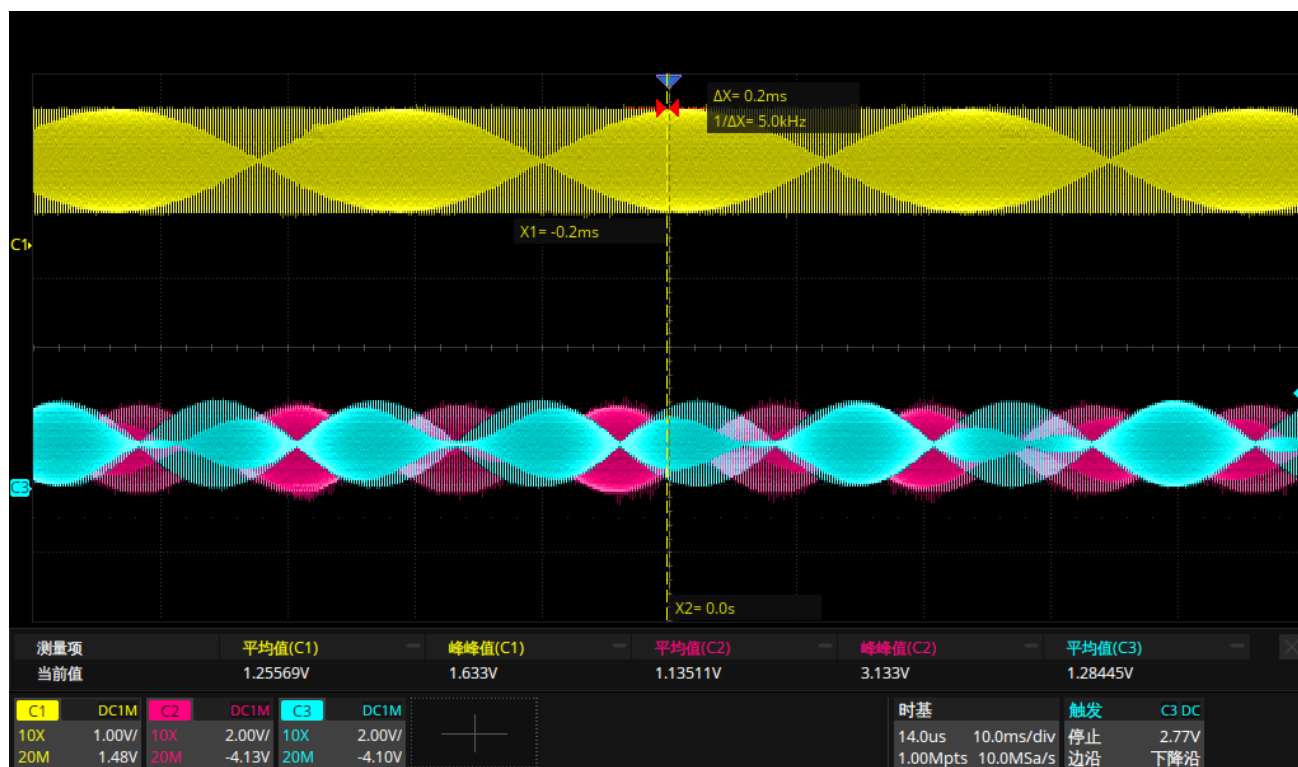 ΔX= 0.2ms
1/ΔX= 5.0kHz
X1= -0.2ms
C1
C3
X2= 0.0s
测量项 平均值(C1) 峰峰值(C1) 平均值(C2) 峰峰值(C2) 平均值(C3)
当前值 1.25569V 1.633V 1.13511V 3.133V 1.28445V
C1 DC1M C2 DC1M C3 DC1M 时基 触发 C3 DC
10X 1.00V/ 10X 2.00V/ 10X 2.00V/ 14.0us 10.0ms/div 停止 2.77V
20M 1.48V 20M -4.13V 20M -4.10V 1.00Mpts 10.0MSa/s 边沿 下降沿